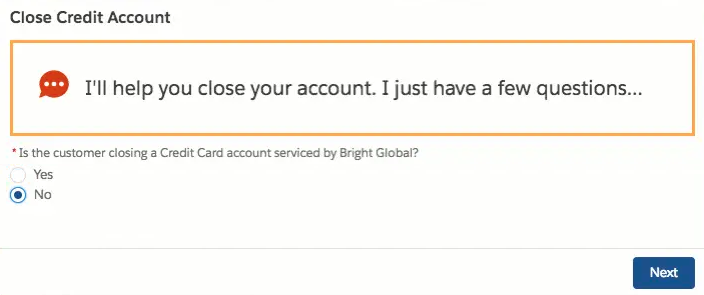 Close Credit Account
I'll help you close your account. I just have a few questions...
* Is the customer closing a Credit Card account serviced by Bright Global?
Yes
No
Next